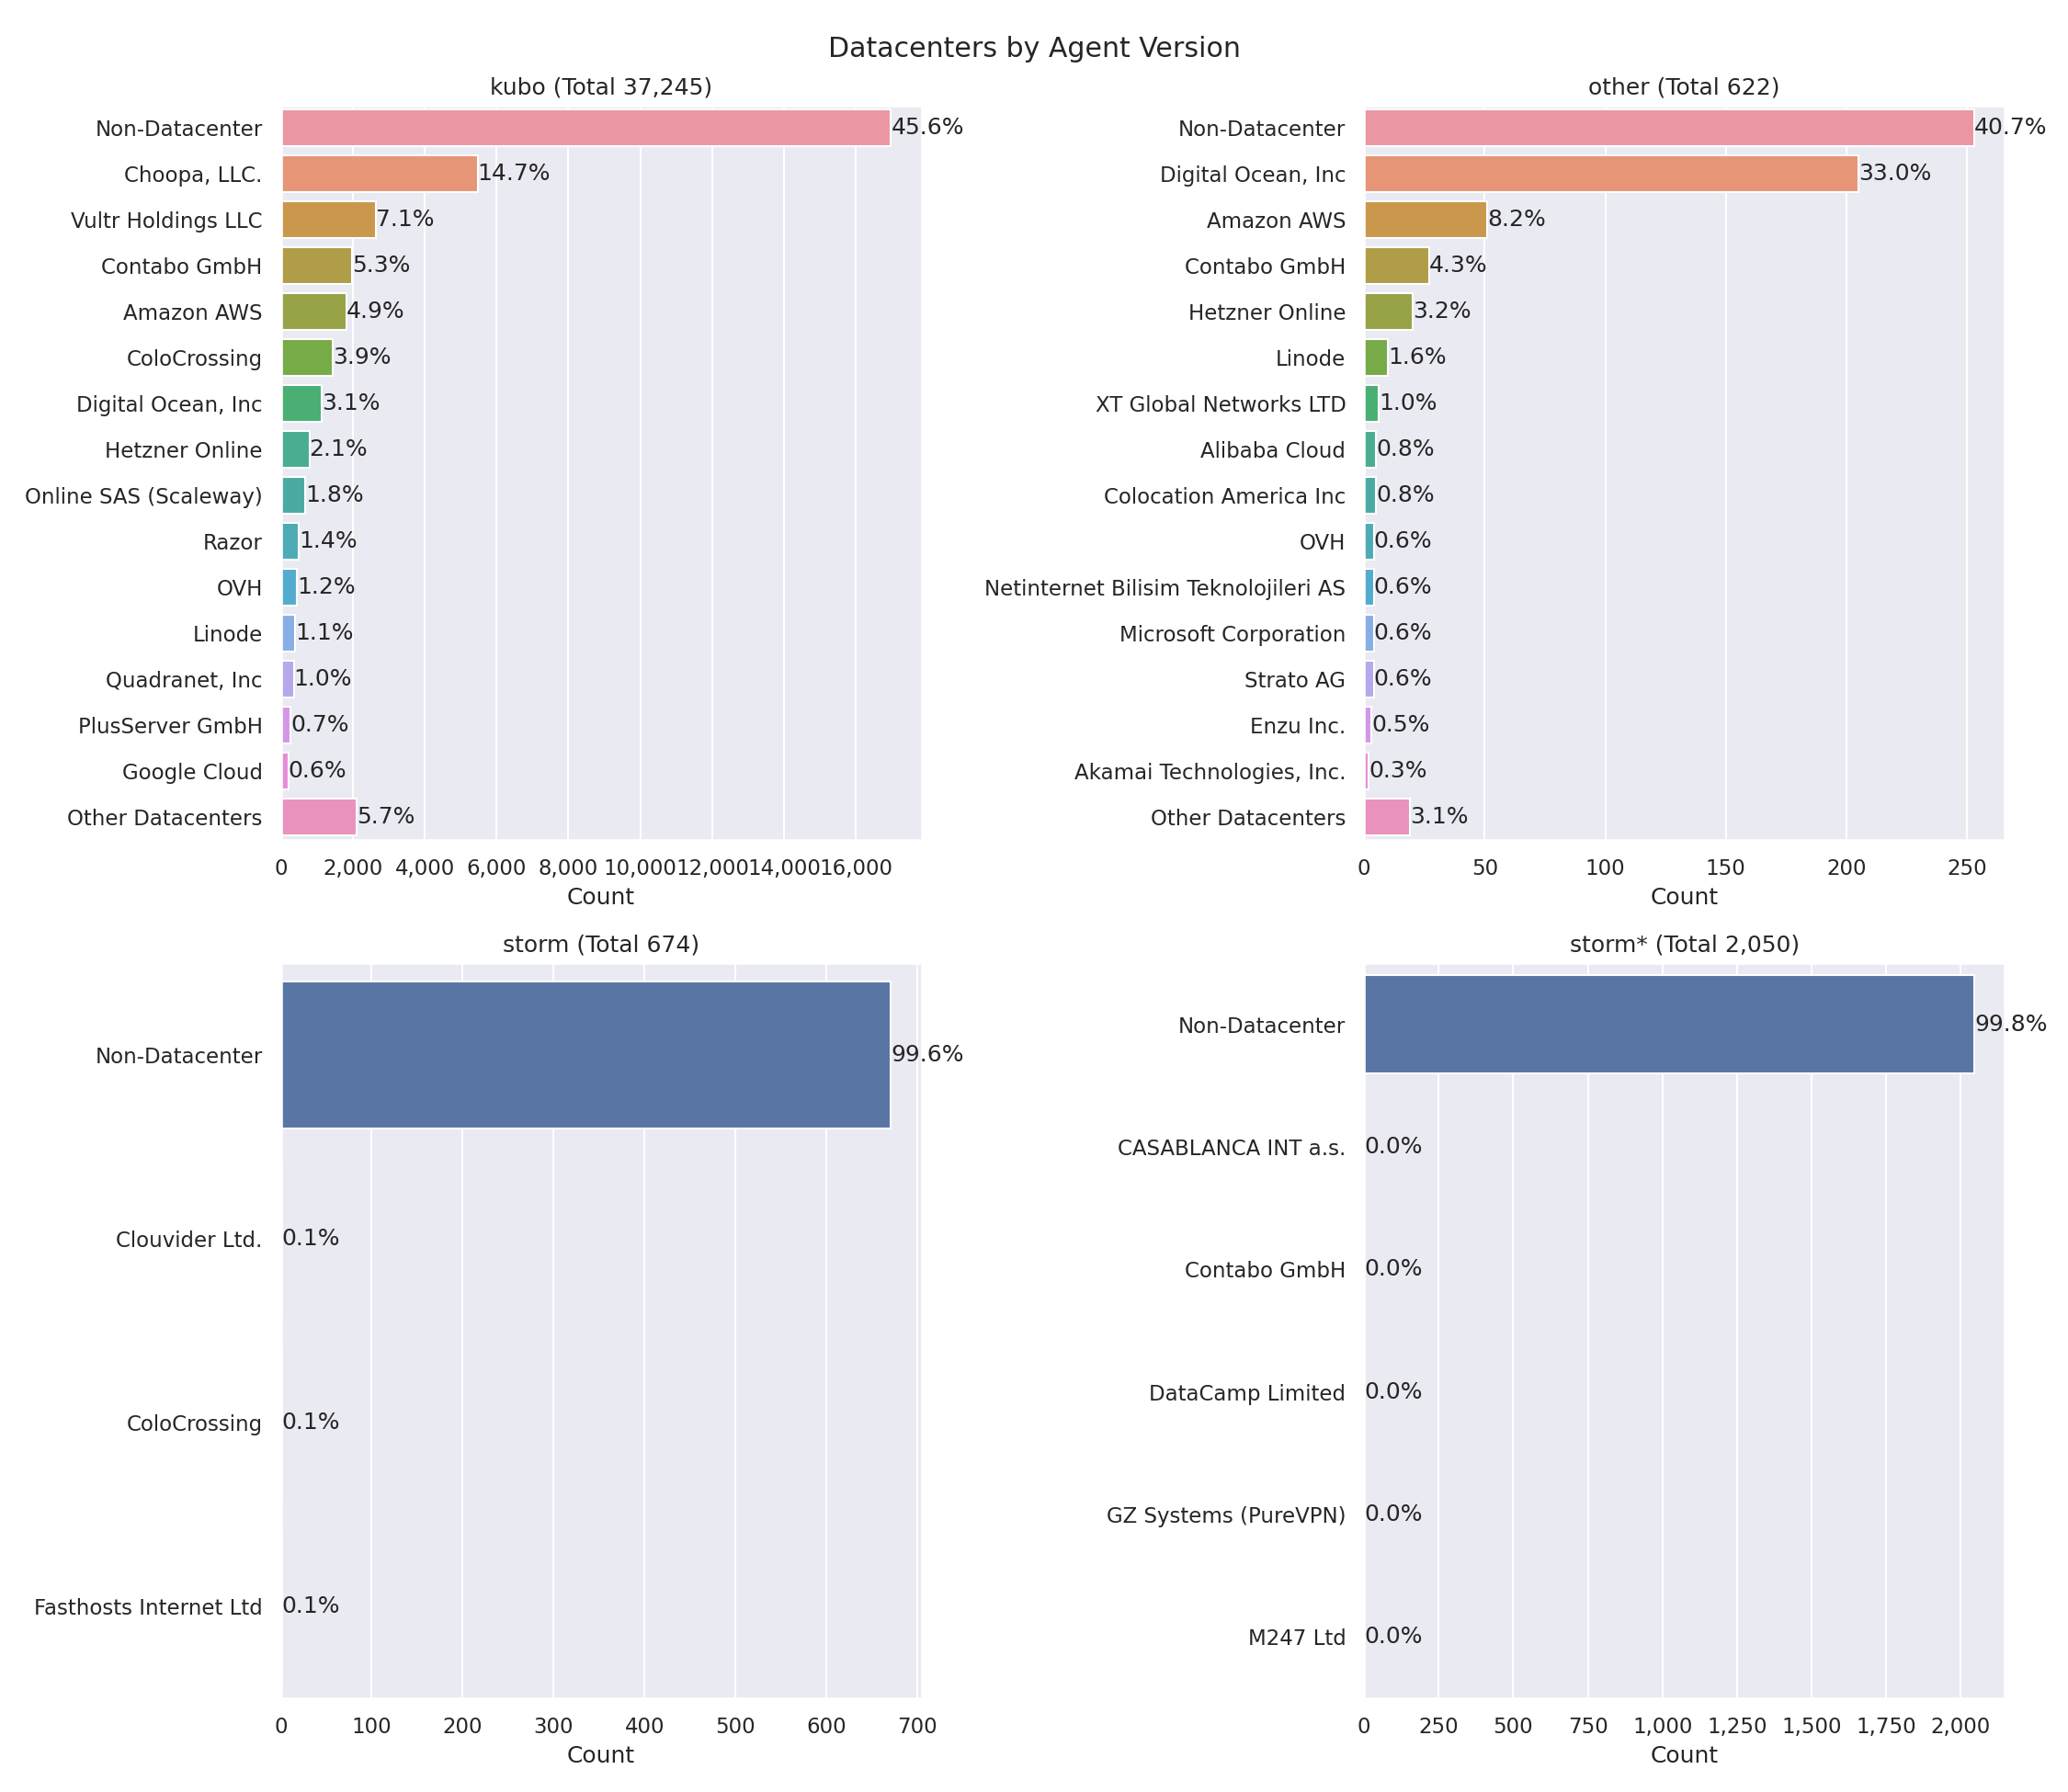 Datacenters by Agent Version
kubo (Total 37,245)
Non-Datacenter 45.6%
Choopa, LLC. 14.7%
Vultr Holdings LLC 7.1%
Contabo GmbH 5.3%
Amazon AWS 4.9%
ColoCrossing 3.9%
Digital Ocean, Inc 3.1%
Hetzner Online 2.1%
Online SAS (Scaleway) 1.8%
Razor 1.4%
OVH 1.2%
Linode 1.1%
Quadranet, Inc 1.0%
PlusServer GmbH 0.7%
Google Cloud 0.6%
Other Datacenters 5.7%
0 2,000 4,000 6,000 8,000 10,000 12,000 14,000 16,000
Count
other (Total 622)
Non-Datacenter 40.7%
Digital Ocean, Inc 33.0%
Amazon AWS 8.2%
Contabo GmbH 4.3%
Hetzner Online 3.2%
Linode 1.6%
XT Global Networks LTD 1.0%
Alibaba Cloud 0.8%
Colocation America Inc 0.8%
OVH 0.6%
Netinternet Bilisim Teknolojileri AS 0.6%
Microsoft Corporation 0.6%
Strato AG 0.6%
Enzu Inc. 0.5%
Akamai Technologies, Inc. 0.3%
Other Datacenters 3.1%
0 50 100 150 200 250
Count
storm (Total 674)
Non-Datacenter 99.6%
Clouvider Ltd. 0.1%
ColoCrossing 0.1%
Fasthosts Internet Ltd 0.1%
0 100 200 300 400 500 600 700
Count
storm* (Total 2,050)
Non-Datacenter 99.8%
CASABLANCA INT a.s. 0.0%
Contabo GmbH 0.0%
DataCamp Limited 0.0%
GZ Systems (PureVPN) 0.0%
M247 Ltd 0.0%
0 250 500 750 1,000 1,250 1,500 1,750 2,000
Count